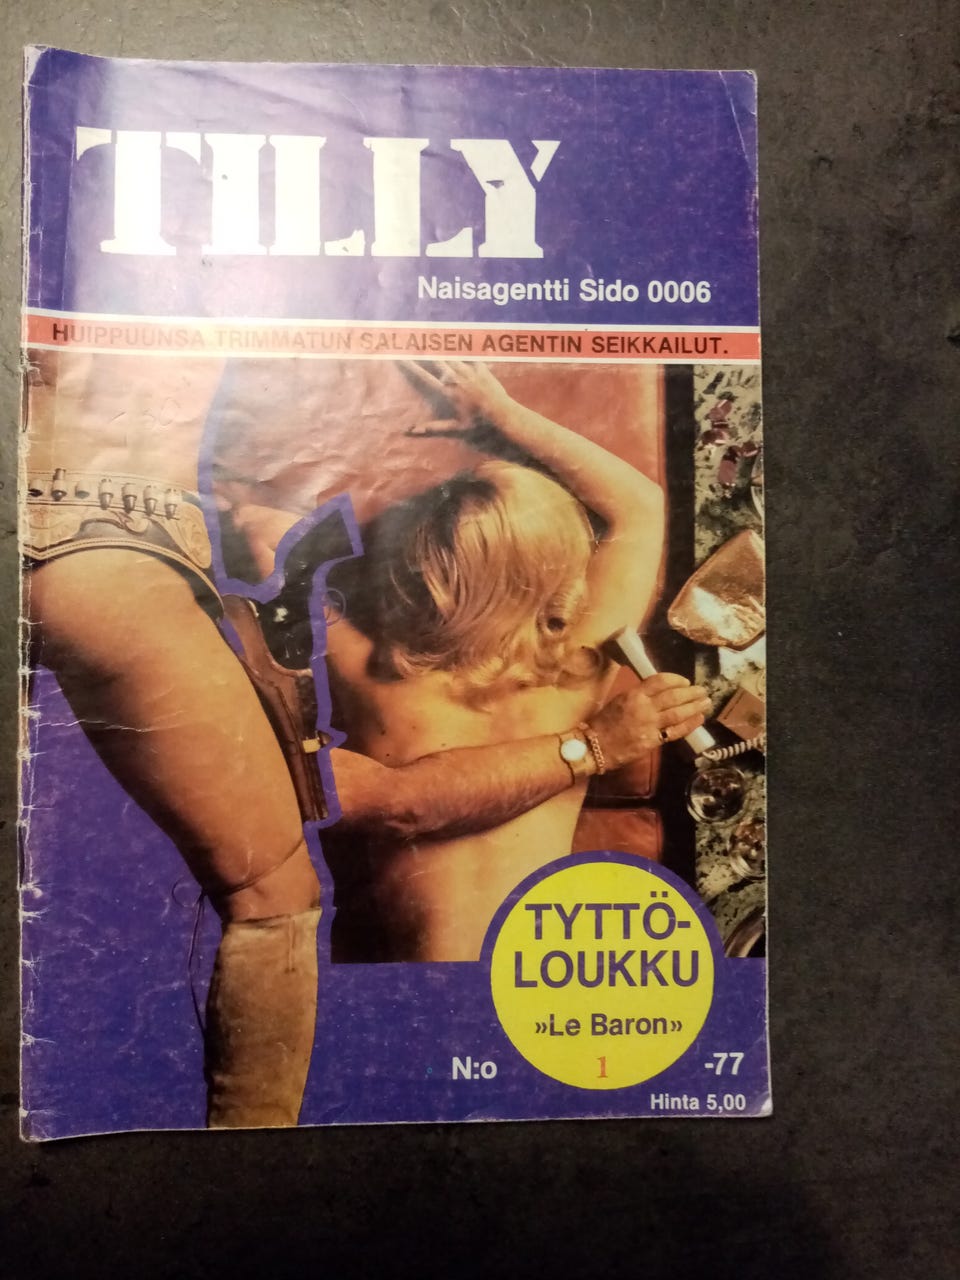 TILLY
Naisagentti Sido 0006
HUIPPUUNSA TRIMMATUN SALAISEN AGENTIN SEIKKAILUT.
TYTTÖ-
LOUKKU
»Le Baron»
N:o 1 -77
Hinta 5,00